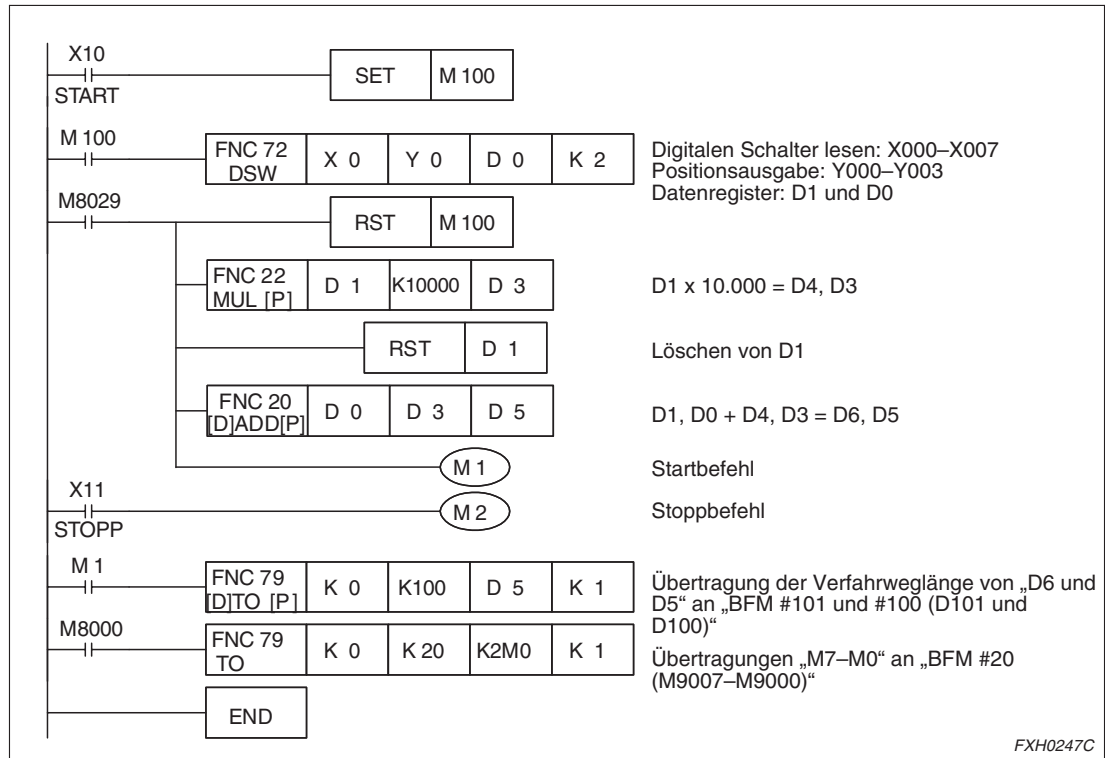 X10
START
SET M 100
M 100
FNC 72 DSW X 0 Y 0 D 0 K 2
Digitalen Schalter lesen: X000–X007
Positionsausgabe: Y000–Y003
Datenregister: D1 und D0
M8029
RST M 100
FNC 22 MUL [P] D 1 K10000 D 3
D1 x 10.000 = D4, D3
RST D 1
Löschen von D1
FNC 20 [D]ADD[P] D 0 D 3 D 5
D1, D0 + D4, D3 = D6, D5
M 1
Startbefehl
X11
STOPP
M 2
Stoppbefehl
M 1
FNC 79 [D]TO [P] K 0 K100 D 5 K 1
Übertragung der Verfahrweglänge von „D6 und
D5“ an „BFM #101 und #100 (D101 und
D100)“
M8000
FNC 79 TO K 0 K 20 K2M0 K 1
Übertragungen „M7–M0“ an „BFM #20
(M9007–M9000)“
END
FXH0247C